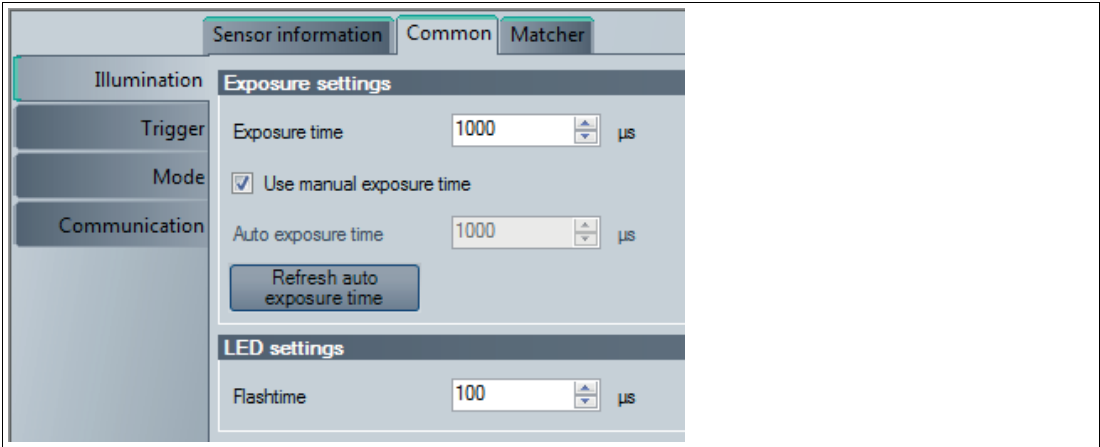 Sensor information Common Matcher
Illumination
Trigger
Mode
Communication
Exposure settings
Exposure time 1000 µs
Use manual exposure time
Auto exposure time 1000 µs
Refresh auto
exposure time
LED settings
Flashtime 100 µs